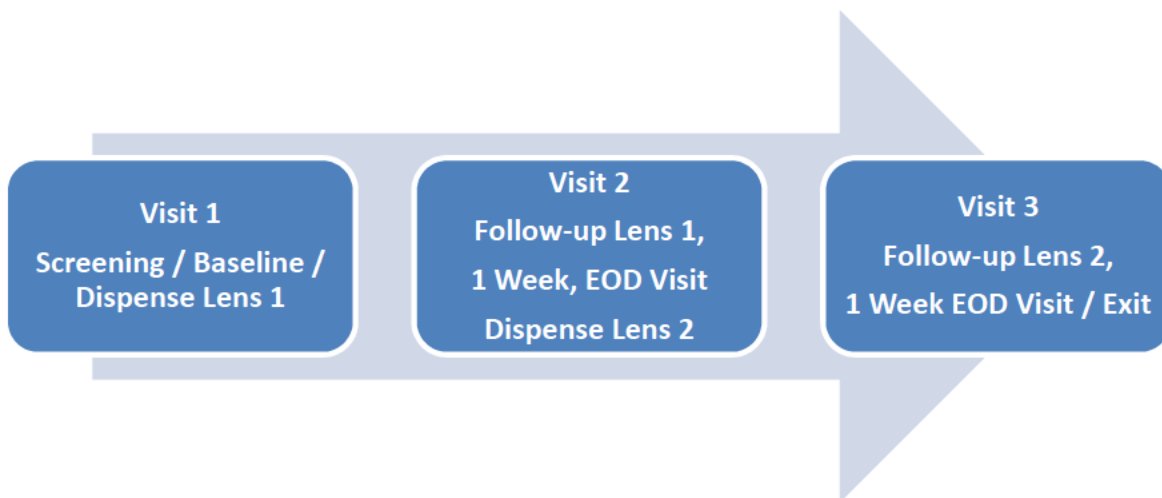 Visit 1
Screening / Baseline /
Dispense Lens 1
Visit 2
Follow-up Lens 1,
1 Week, EOD Visit
Dispense Lens 2
Visit 3
Follow-up Lens 2,
1 Week EOD Visit / Exit